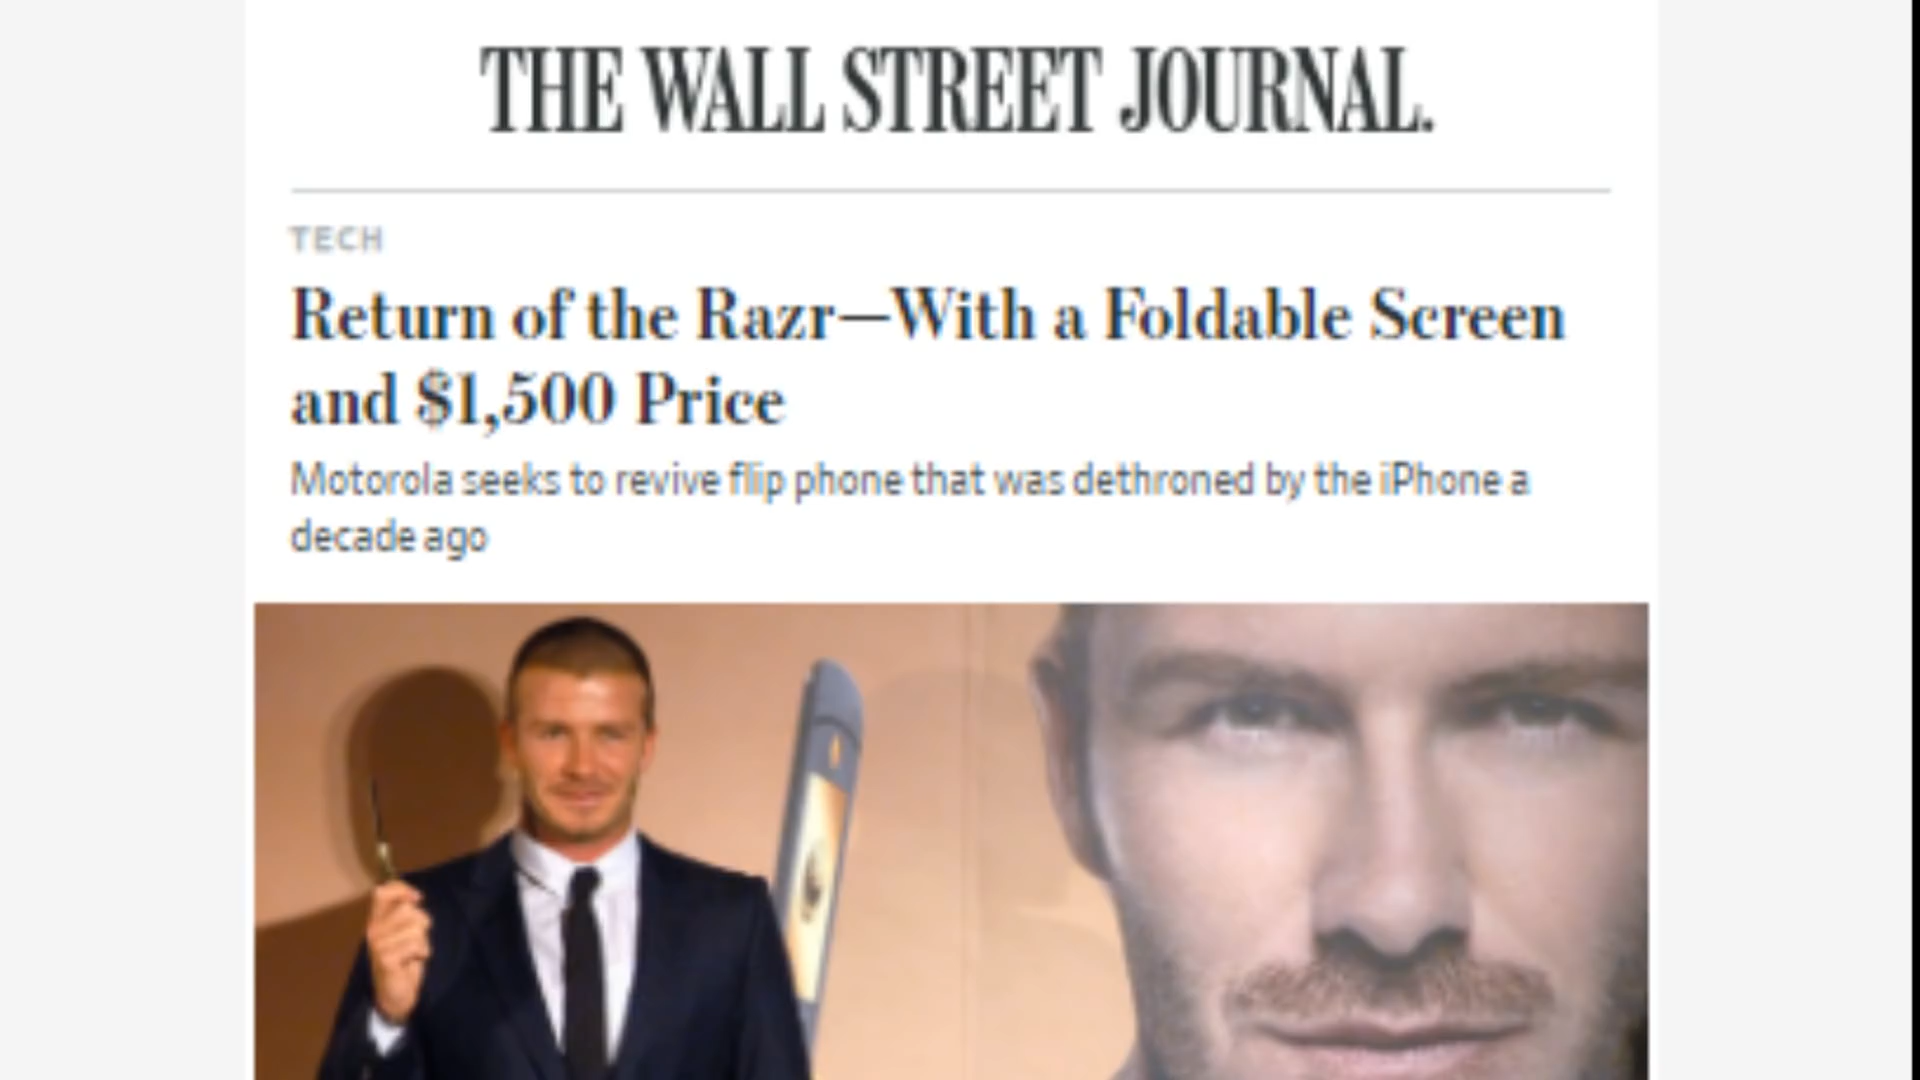 THE WALL STREET JOURNAL.
TECH
Return of the Razr—With a Foldable Screen
and $1,500 Price
Motorola seeks to revive flip phone that was dethroned by the iPhone a
decade ago